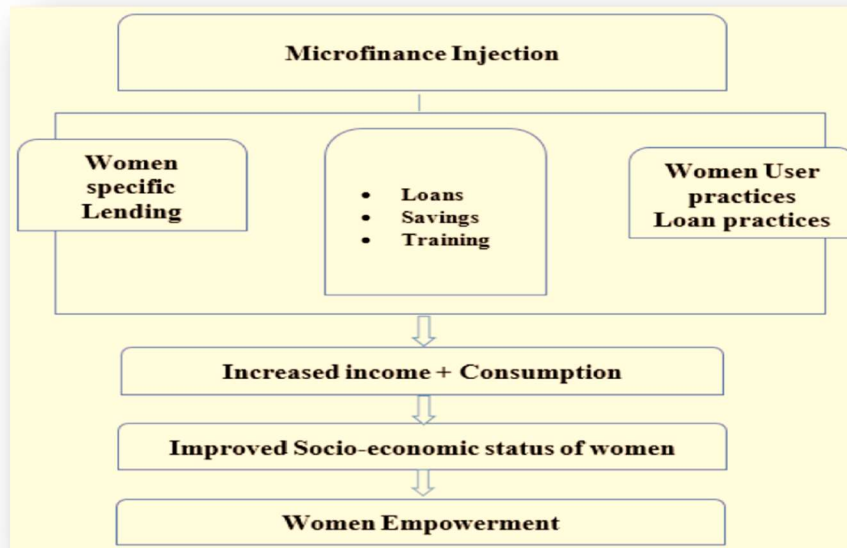 Microfinance Injection
Women
specific
Lending
• Loans
• Savings
• Training
Women User
practices
Loan practices
Increased income + Consumption
Improved Socio-economic status of women
Women Empowerment